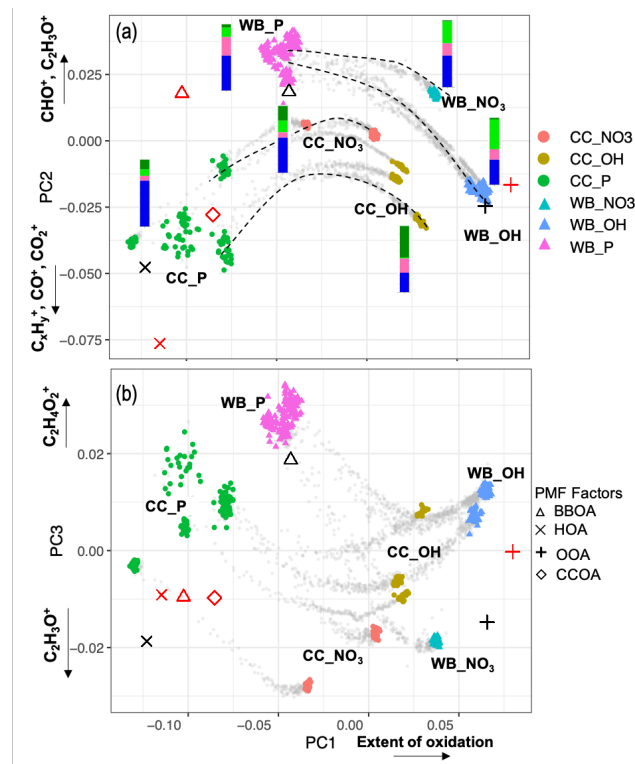 (a)
WB_P
CHO⁺, C₂H₃O⁺
0.025
WB_NO₃
0.000
CC_NO₃
PC2
−0.025
CC_OH
WB_OH
−0.050
CC_P
CₓHᵧ⁺, CO⁺, CO₂⁺
−0.075
CC_NO3
CC_OH
CC_P
WB_NO3
WB_OH
WB_P
(b)
WB_P
C₂H₄O₂⁺
0.02
WB_OH
CC_P
PC3
0.00
CC_OH
−0.02
C₂H₃O⁺
CC_NO₃
WB_NO₃
PMF Factors
BBOA
HOA
OOA
CCOA
−0.10
−0.05
0.00
0.05
PC1
Extent of oxidation